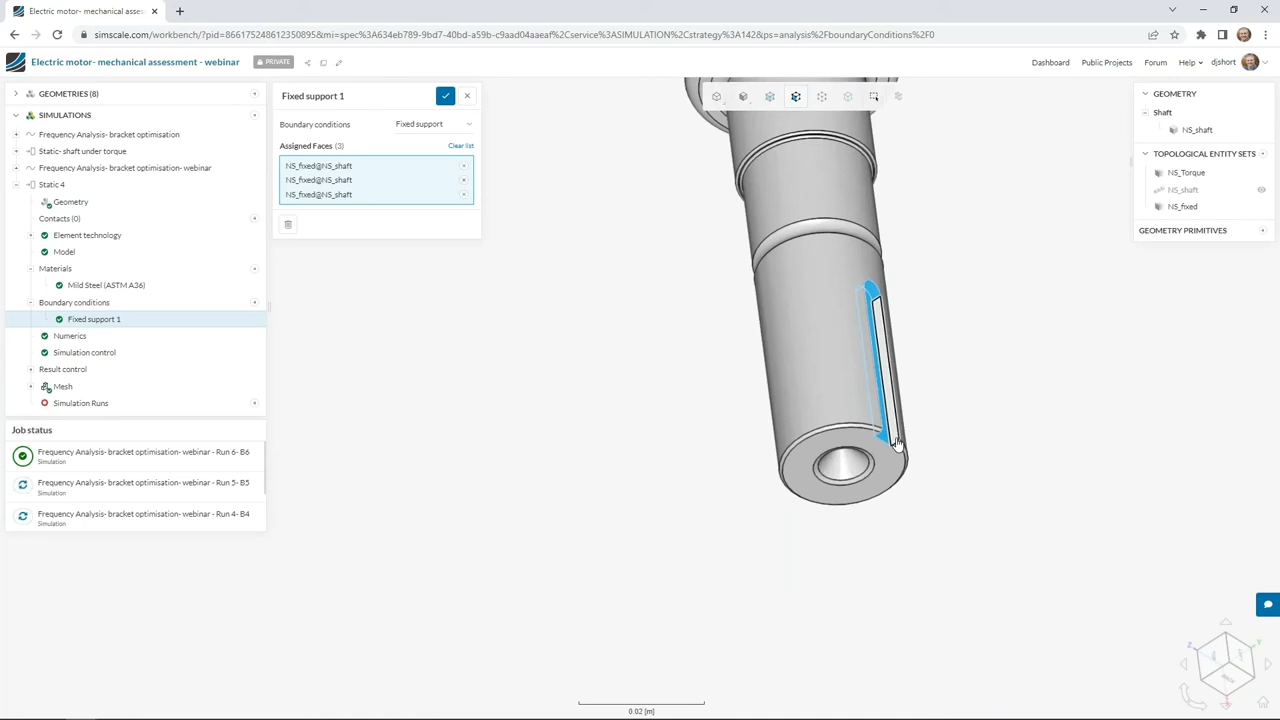 Electric motor- mechanical assess
simscale.com/workbench/?pid=866175248612350895&mi=spec%3A634eb789-9bd7-40bd-a59b-c9aad04aaeaf%2Cservice%3ASIMULATION%2Cstrategy%3A142&ps=analysis%2FboundaryConditions%2F0
Electric motor- mechanical assessment - webinar
PRIVATE
Dashboard
Public Projects
Forum
Help
djshort
GEOMETRIES (8)
SIMULATIONS
Frequency Analysis- bracket optimisation
Static- shaft under torque
Frequency Analysis- bracket optimisation- webinar
Static 4
Geometry
Contacts (0)
Element technology
Model
Materials
Mild Steel (ASTM A36)
Boundary conditions
Fixed support 1
Numerics
Simulation control
Result control
Mesh
Simulation Runs
Job status
Frequency Analysis- bracket optimisation- webinar - Run 6- B6
Simulation
Frequency Analysis- bracket optimisation- webinar - Run 5- B5
Simulation
Frequency Analysis- bracket optimisation- webinar - Run 4- B4
Simulation
Fixed support 1
Boundary conditions
Fixed support
Assigned Faces (3)
Clear list
NS_fixed@NS_shaft
NS_fixed@NS_shaft
NS_fixed@NS_shaft
GEOMETRY
Shaft
NS_shaft
TOPOLOGICAL ENTITY SETS
NS_Torque
NS_shaft
NS_fixed
GEOMETRY PRIMITIVES
0.02 [m]